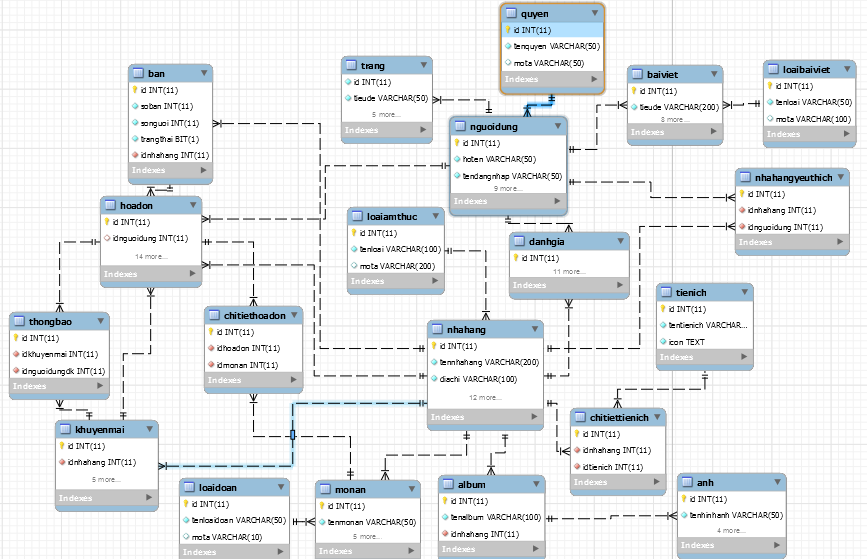 quyen
id INT(11)
tenquyen VARCHAR(50)
mota VARCHAR(50)
Indexes
ban
id INT(11)
soban INT(11)
songuoi INT(11)
trangthai BIT(1)
idnhahang INT(11)
Indexes
trang
id INT(11)
tieude VARCHAR(50)
5 more...
Indexes
baiviet
id INT(11)
tieude VARCHAR(200)
8 more...
Indexes
loaibaiviet
id INT(11)
tenloai VARCHAR(50)
mota VARCHAR(100)
Indexes
nguoidung
id INT(11)
hoten VARCHAR(50)
tendangnhap VARCHAR(50)
9 more...
Indexes
nhahangyeuthich
id INT(11)
idnhahang INT(11)
idnguoidung INT(11)
Indexes
hoadon
id INT(11)
idnguoidung INT(11)
14 more...
Indexes
loaiamthuc
id INT(11)
tenloai VARCHAR(100)
mota VARCHAR(200)
Indexes
danhgia
id INT(11)
11 more...
Indexes
tienich
id INT(11)
tentienich VARCHAR...
icon TEXT
Indexes
thongbao
id INT(11)
idkhuyenmai INT(11)
idnguoidungdk INT(11)
Indexes
chitiethoadon
id INT(11)
idhoadon INT(11)
idmonan INT(11)
Indexes
nhahang
id INT(11)
tennhahang VARCHAR(200)
diachi VARCHAR(100)
12 more...
Indexes
khuyenmai
id INT(11)
idnhahang INT(11)
5 more...
Indexes
chitiettienich
id INT(11)
idnhahang INT(11)
idtienich INT(11)
Indexes
loaidoan
id INT(11)
tenloaidoan VARCHAR(50)
mota VARCHAR(10)
Indexes
monan
id INT(11)
tenmonan VARCHAR(50)
5 more...
Indexes
album
id INT(11)
tenalbum VARCHAR(100)
idnhahang INT(11)
Indexes
anh
id INT(11)
tenhinhanh VARCHAR(50)
4 more...
Indexes